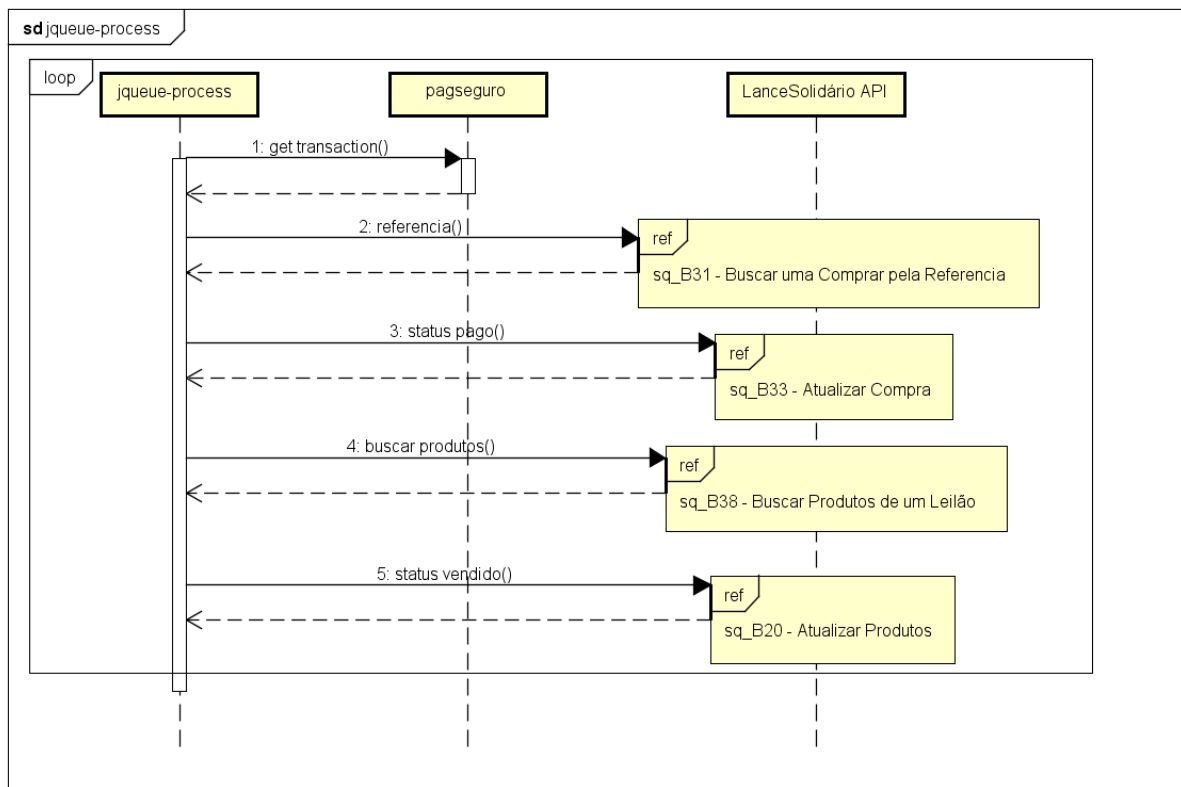 sd jqueue-process
loop
jqueue-process
pagseguro
LanceSolidário API
1: get transaction()
2: referencia()
ref
sq_B31 - Buscar uma Comprar pela Referencia
3: status pago()
ref
sq_B33 - Atualizar Compra
4: buscar produtos()
ref
sq_B38 - Buscar Produtos de um Leilão
5: status vendido()
ref
sq_B20 - Atualizar Produtos